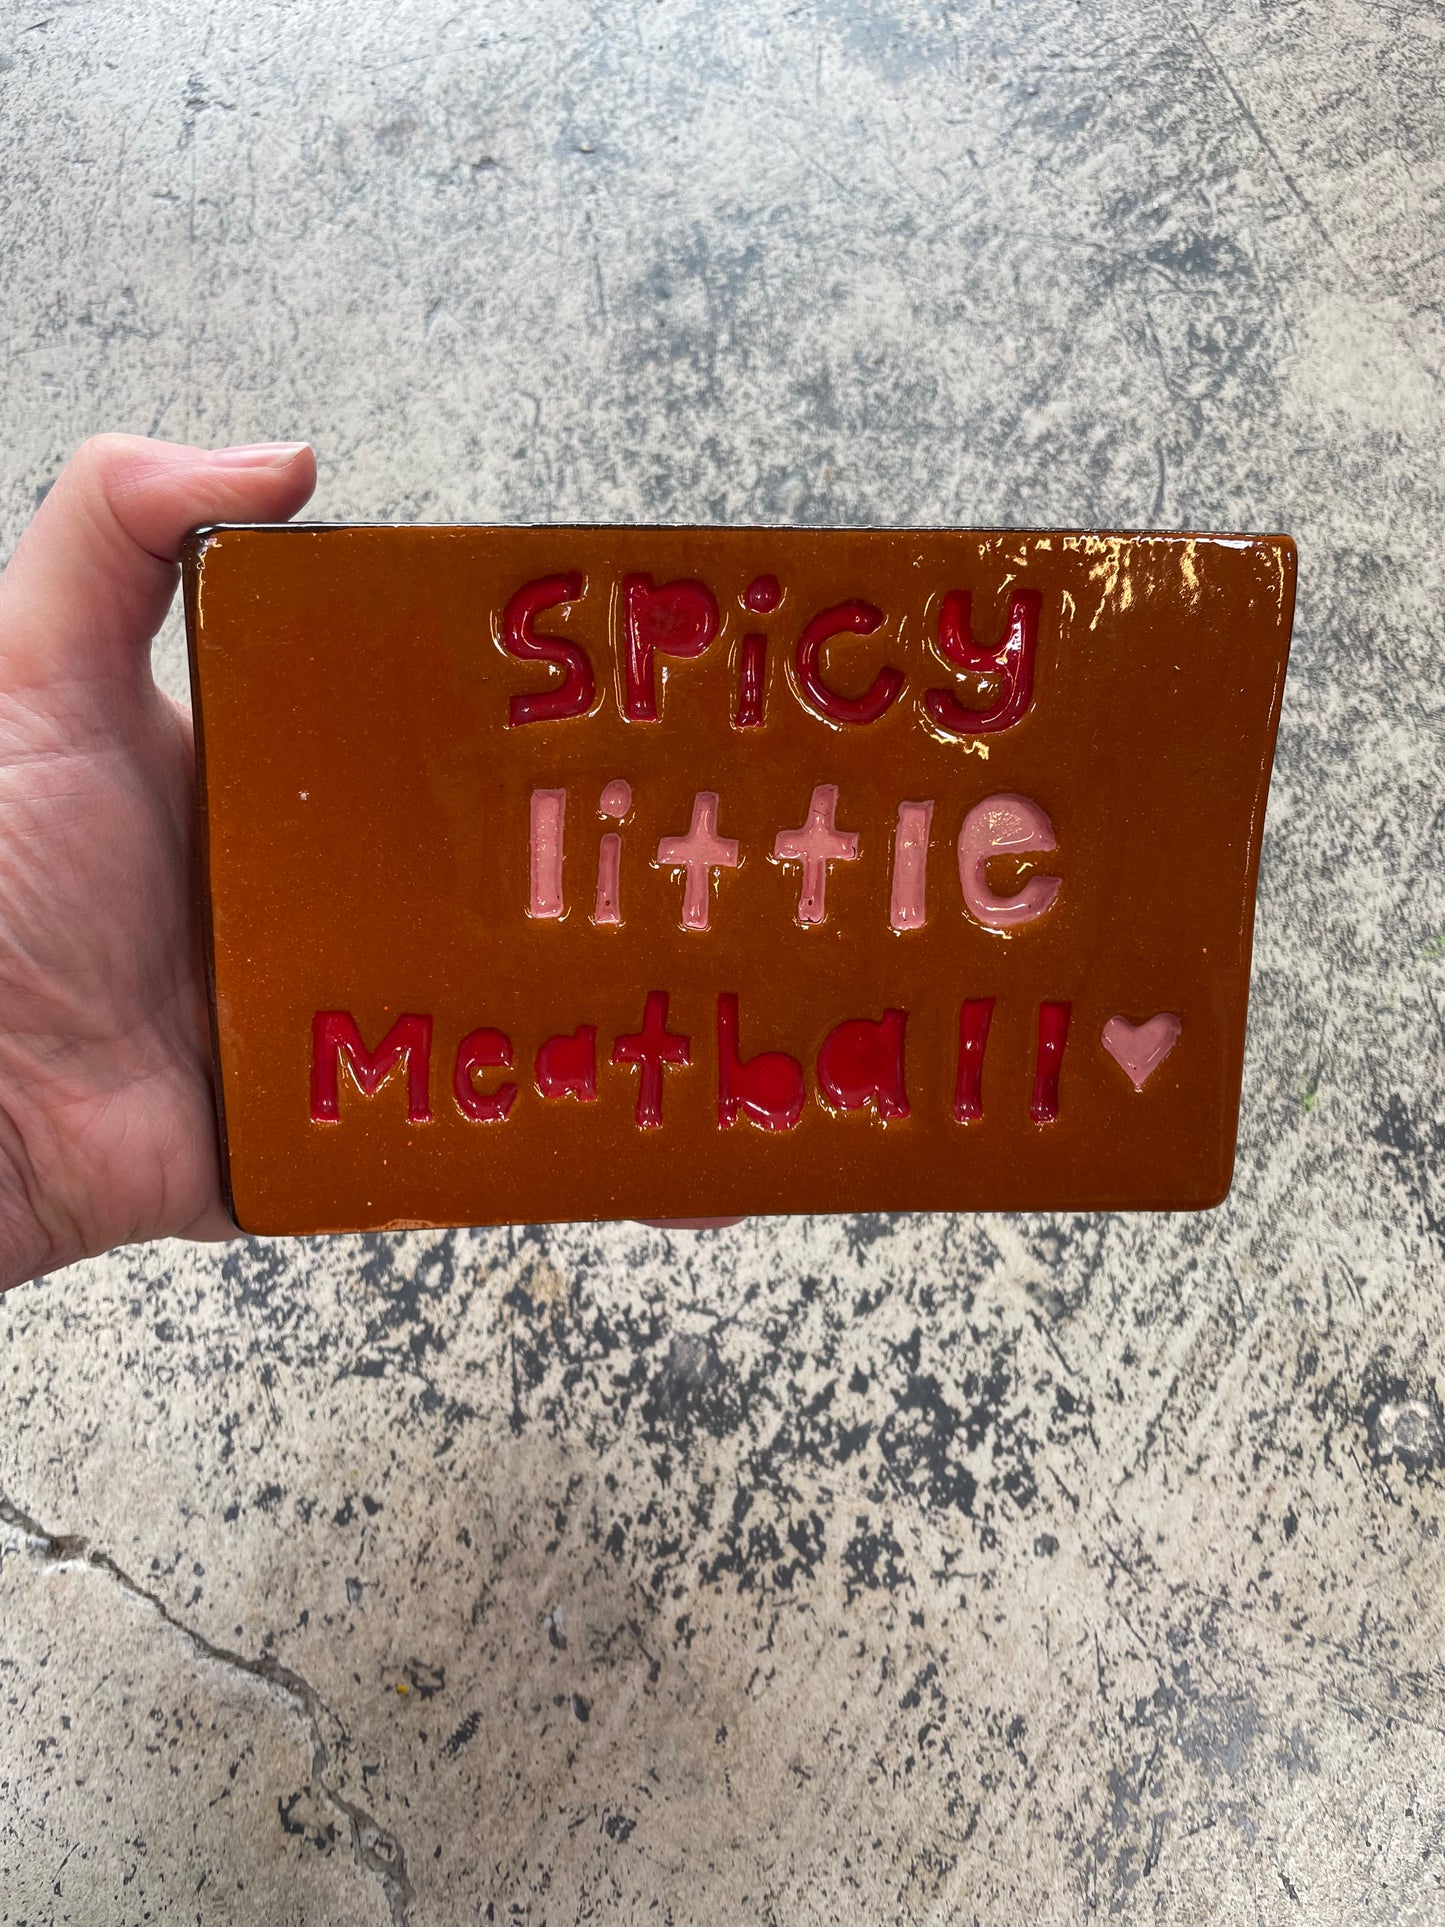 spicy
little
Meatball ♥